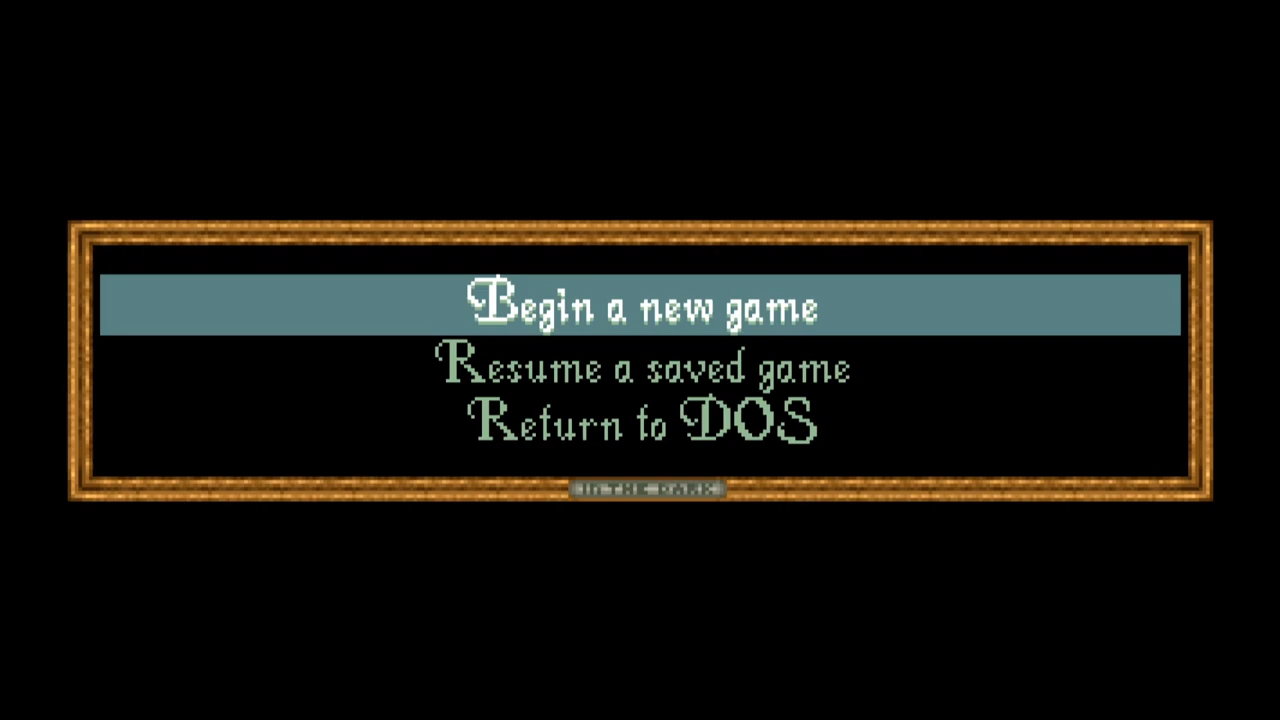 Begin a new game
Resume a saved game
Return to DOS
IN THE DARK